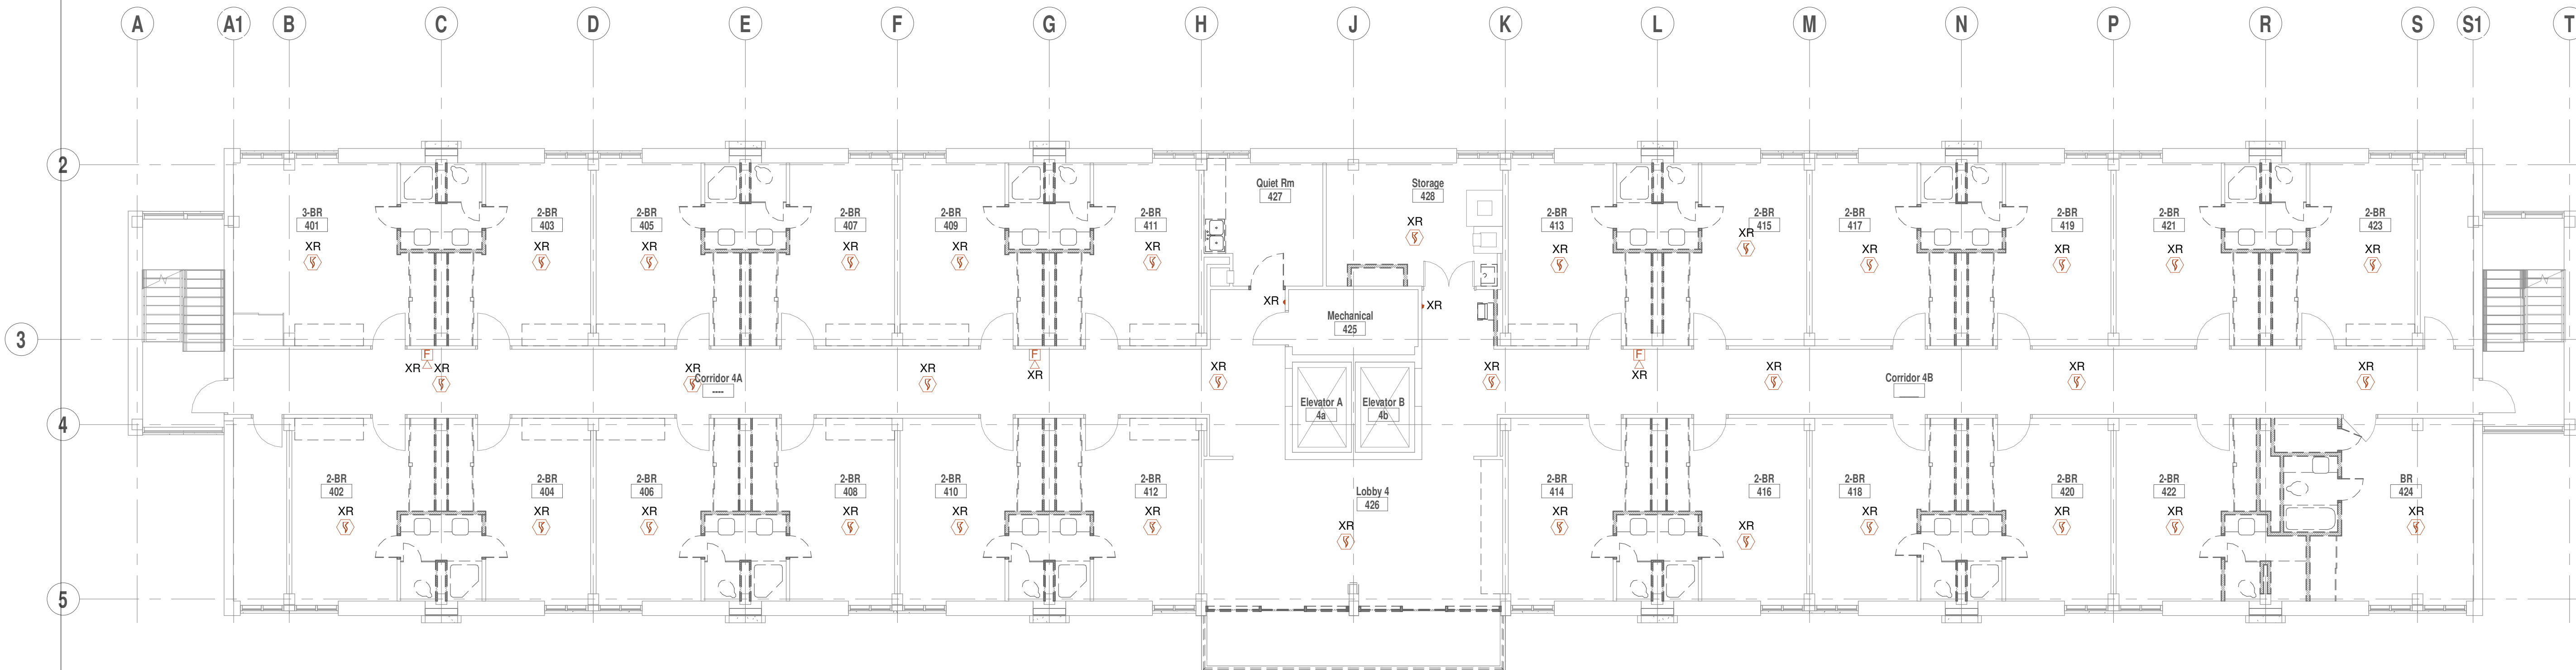 A A1 B C D E F G H J K L M N P R S S1 T
2
Quiet Rm
427
Storage
428
3-BR
401
2-BR
403
2-BR
405
2-BR
407
2-BR
409
2-BR
411
2-BR
413
2-BR
415
2-BR
417
2-BR
419
2-BR
421
2-BR
423
XR XR XR XR XR XR XR XR XR XR XR XR XR
?
XR XR
Mechanical
425
3
F F F
XR XR XR XR XR XR XR XR XR XR XR
Corridor 4A
-----
Corridor 4B
Elevator A
4a
Elevator B
4b
4
2-BR
402
2-BR
404
2-BR
406
2-BR
408
2-BR
410
2-BR
412
Lobby 4
426
2-BR
414
2-BR
416
2-BR
418
2-BR
420
2-BR
422
BR
424
XR XR XR XR XR XR XR XR XR XR XR XR XR
5